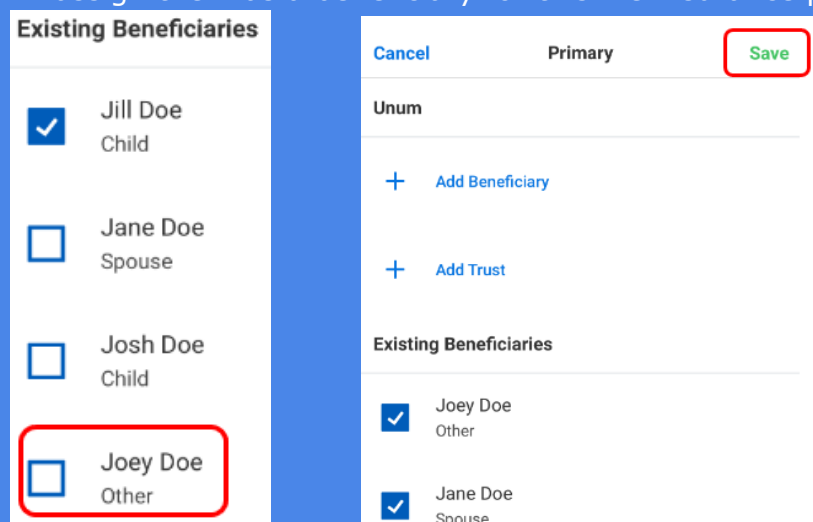 Existing Beneficiaries
Jill Doe
Child
Jane Doe
Spouse
Josh Doe
Child
Joey Doe
Other
Cancel Primary Save
Unum
Add Beneficiary
Add Trust
Existing Beneficiaries
Joey Doe
Other
Jane Doe
Spouse